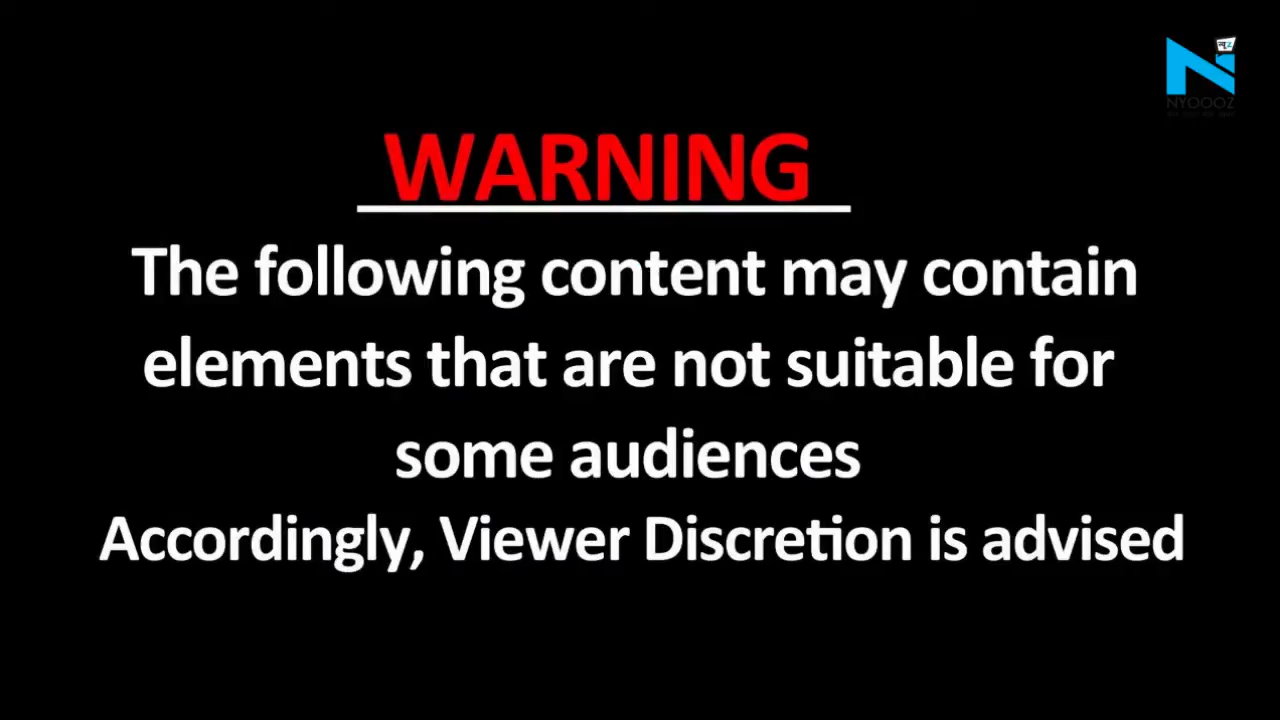 NYOOOZ
WARNING
The following content may contain
elements that are not suitable for
some audiences
Accordingly, Viewer Discretion is advised